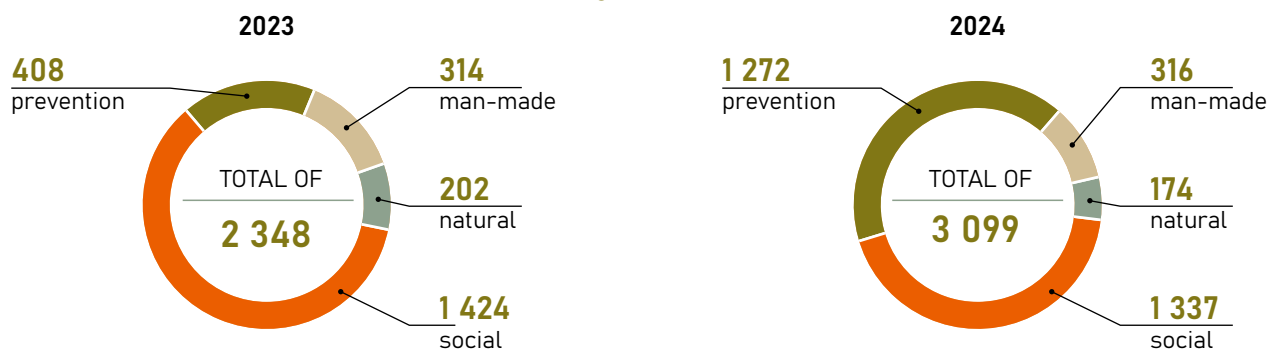 2023
408
prevention
314
man-made
TOTAL OF
2 348
202
natural
1 424
social
2024
1 272
prevention
316
man-made
TOTAL OF
3 099
174
natural
1 337
social